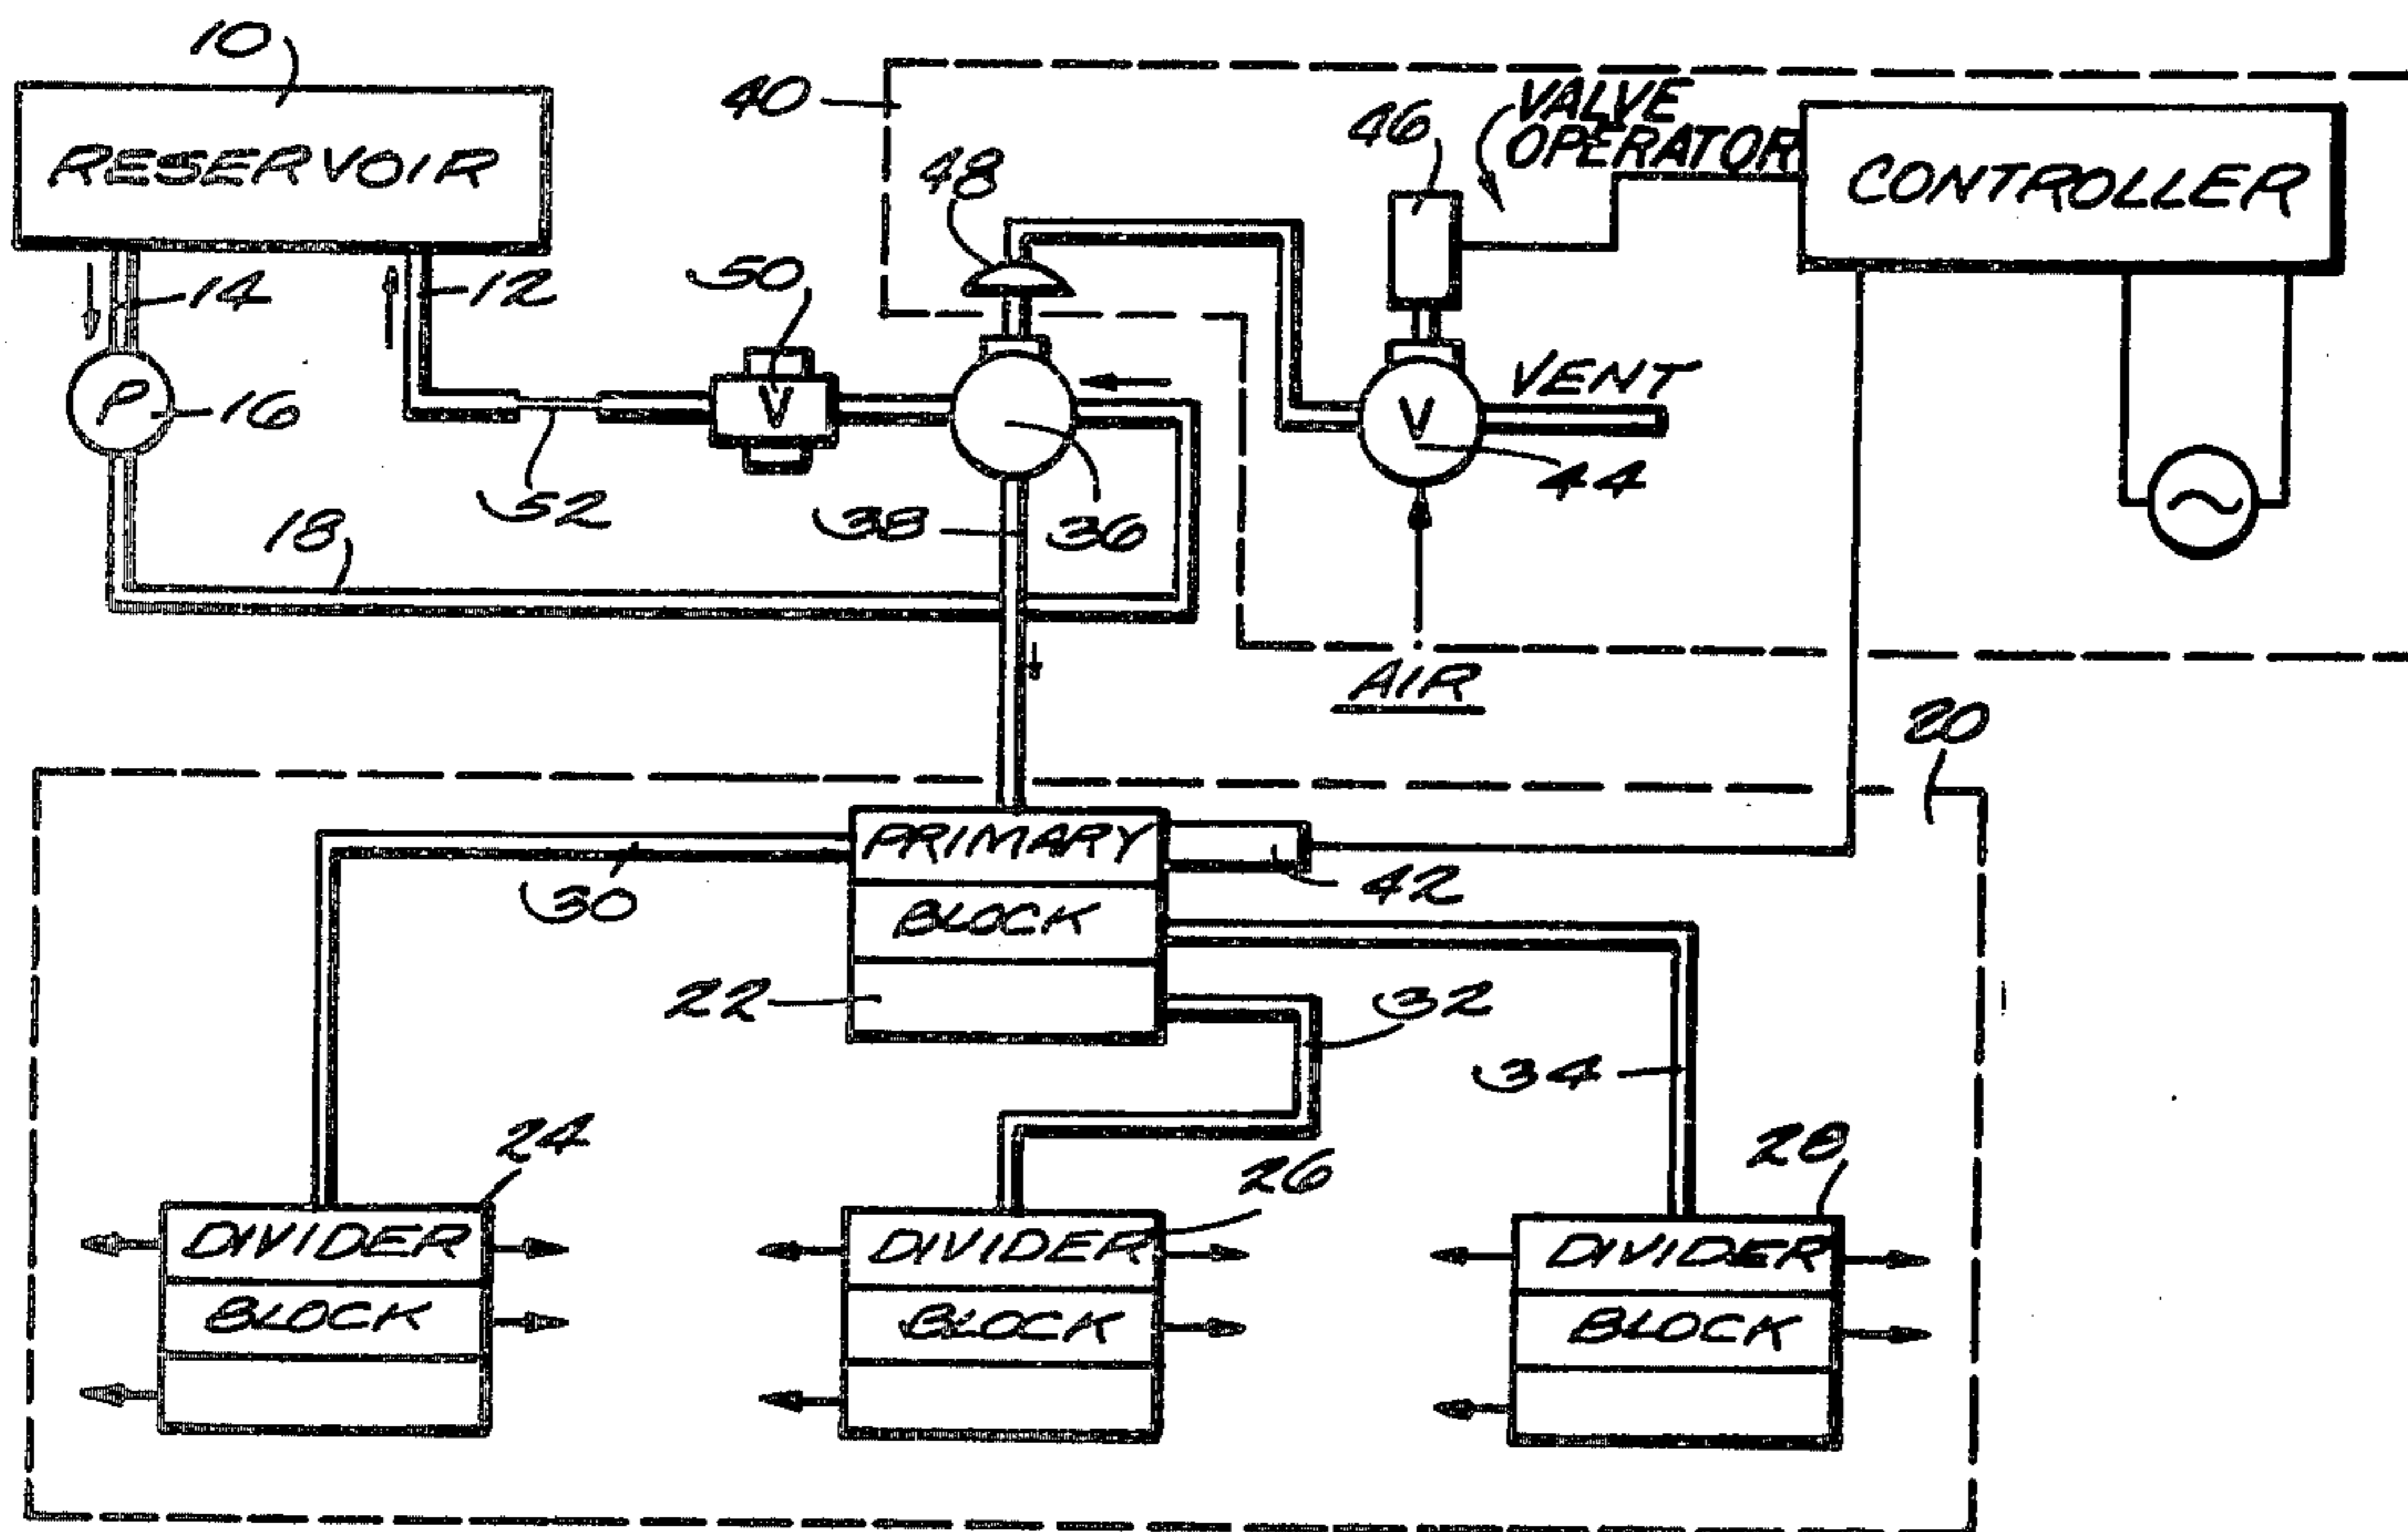 10
RESERVOIR
40
46
VALVE
OPERATOR
CONTROLLER
48
14
12
50
P
16
V
V
VENT
52
44
18
38
36
AIR
20
PRIMARY
BLOCK
30
42
22
32
34
24
26
28
DIVIDER
BLOCK
DIVIDER
BLOCK
DIVIDER
BLOCK